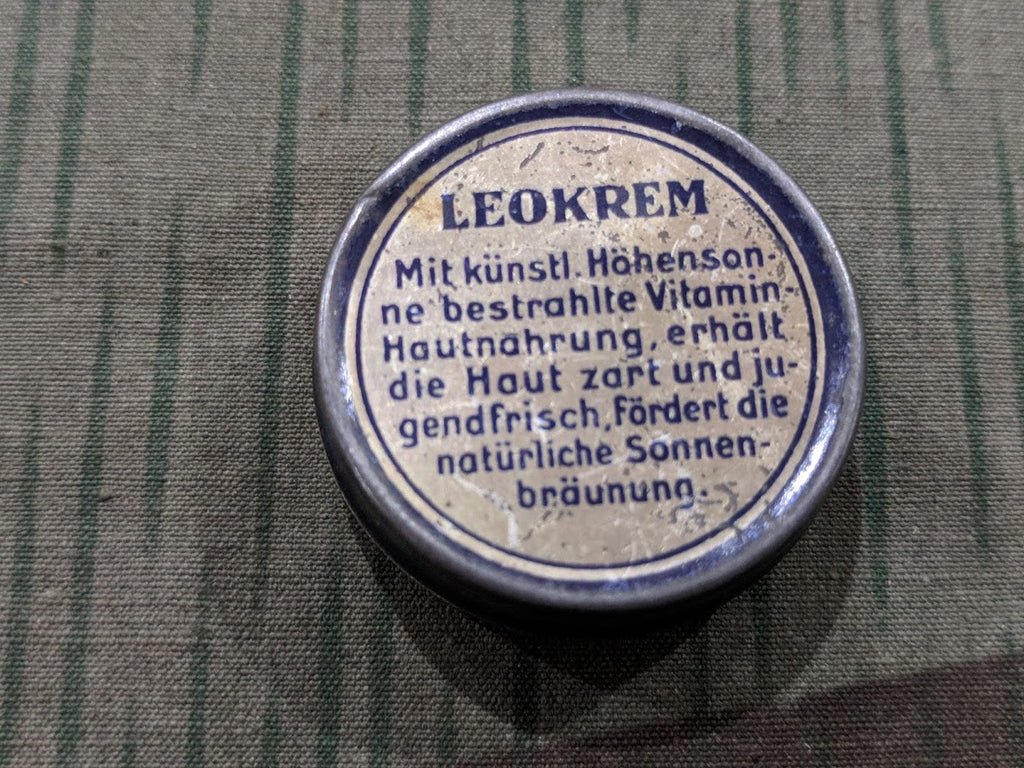 LEOKREM
Mit künstl. Höhenson-
ne bestrahlte Vitamin-
Hautnahrung, erhält
die Haut zart und ju-
gendfrisch, fördert die
natürliche Sonnen-
bräunung.